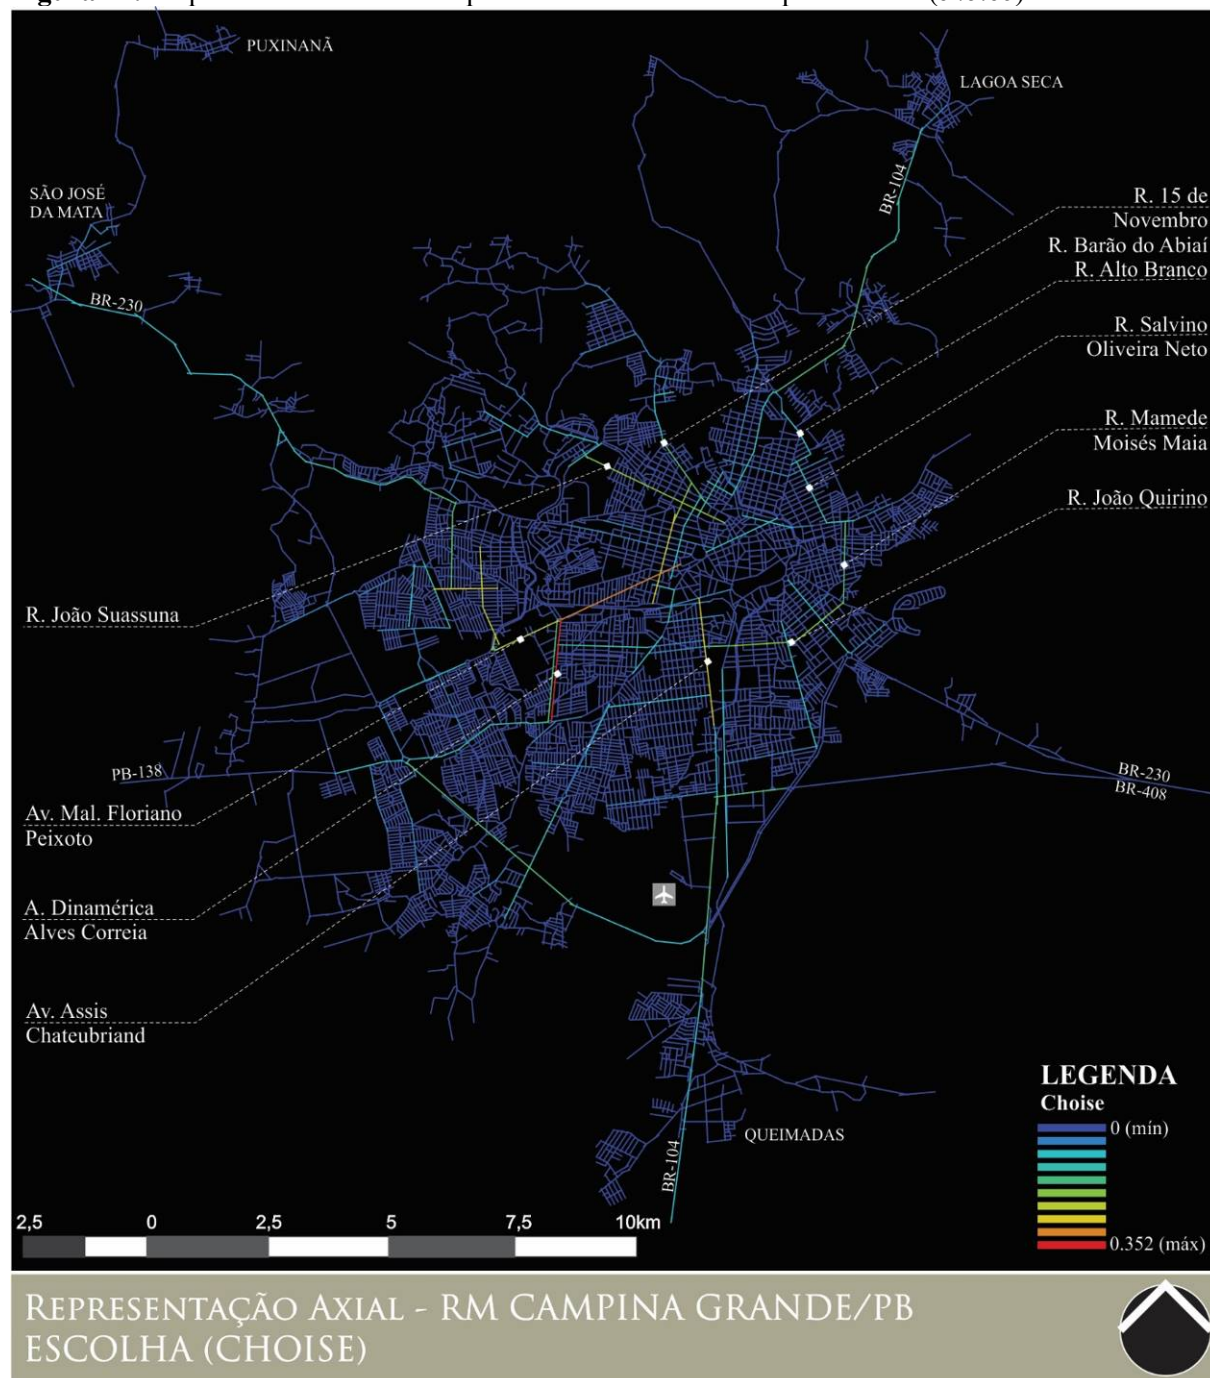 PUXINANÃ
LAGOA SECA
BR-104
SÃO JOSÉ
DA MATA
BR-230
R. 15 de
Novembro
R. Barão do Abiaí
R. Alto Branco
R. Salvino
Oliveira Neto
R. Mamede
Moisés Maia
R. João Quirino
R. João Suassuna
PB-138
BR-230
BR-408
Av. Mal. Floriano
Peixoto
A. Dinamérica
Alves Correia
Av. Assis
Chateubriand
QUEIMADAS
BR-104
LEGENDA
Choise
0 (mín)
0.352 (máx)
2,5 0 2,5 5 7,5 10km
REPRESENTAÇÃO AXIAL - RM CAMPINA GRANDE/PB
ESCOLHA (CHOISE)